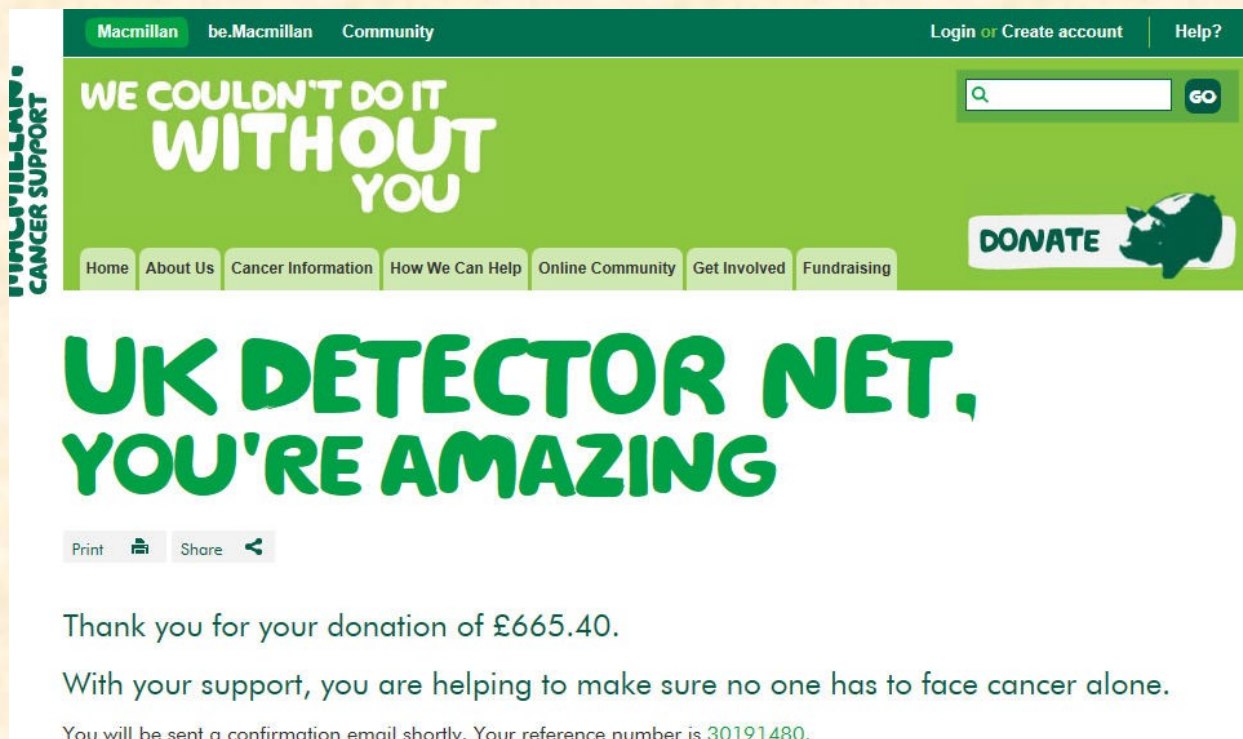 Macmillan be.Macmillan Community Login or Create account Help?
MACMILLAN.
CANCER SUPPORT
WE COULDN'T DO IT
WITHOUT
YOU
GO
DONATE
Home About Us Cancer Information How We Can Help Online Community Get Involved Fundraising
UK DETECTOR NET,
YOU'RE AMAZING
Print Share
Thank you for your donation of £665.40.
With your support, you are helping to make sure no one has to face cancer alone.
You will be sent a confirmation email shortly. Your reference number is 30191480.